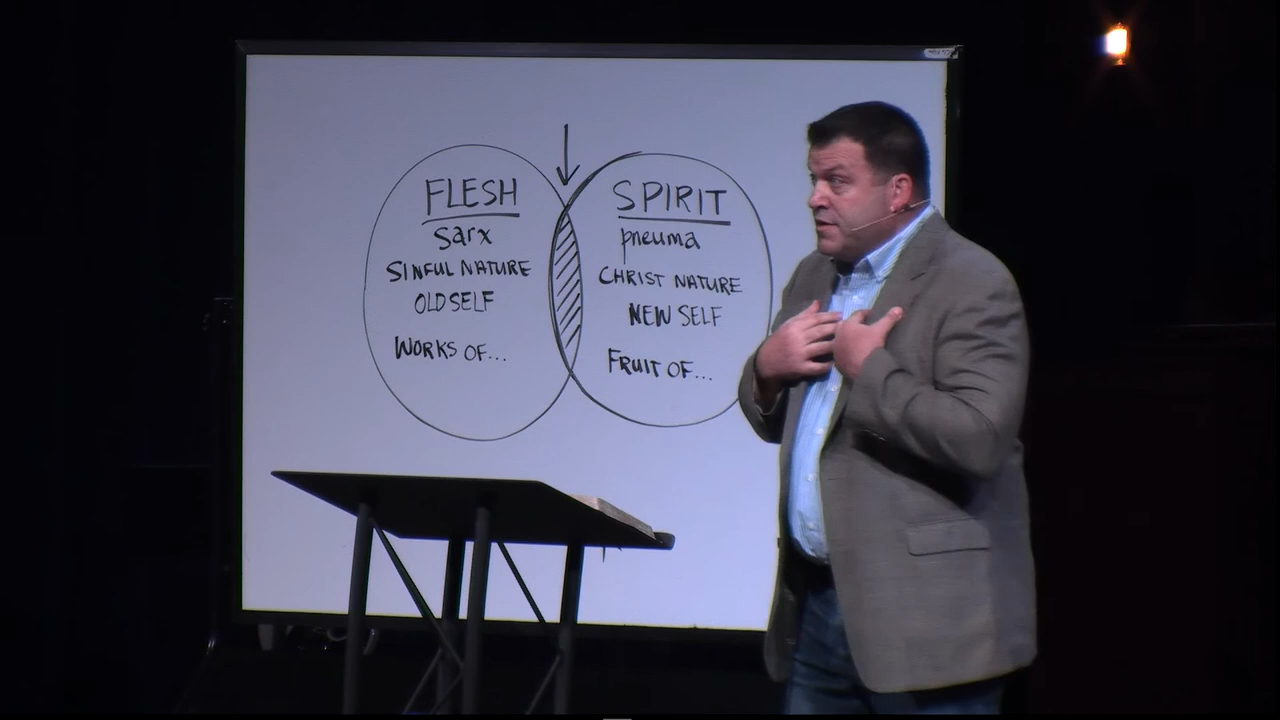 FLESH
sarx
SINFUL NATURE
OLD SELF
WORKS OF...
SPIRIT
pneuma
CHRIST NATURE
NEW SELF
FRUIT OF...